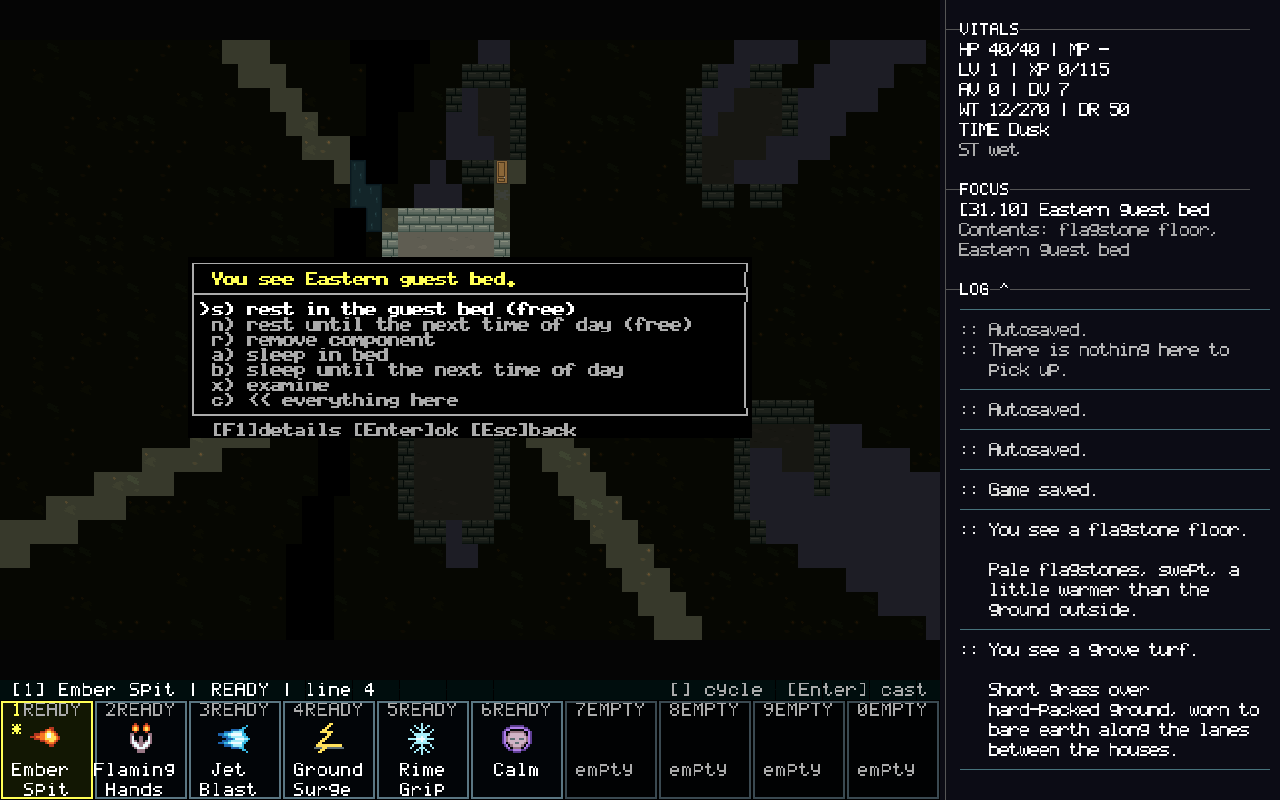 VITALS
HP 40/40 | MP -
LV 1 | XP 0/115
AV 0 | DV 7
WT 12/270 | DR 50
TIME Dusk
ST wet
FOCUS
[31,10] Eastern guest bed
Contents: flagstone floor,
Eastern guest bed
LOG ^
:: Autosaved.
:: There is nothing here to
Pick up.
:: Autosaved.
:: Autosaved.
:: Game saved.
:: You see a flagstone floor.
Pale flagstones, swept, a
little warmer than the
ground outside.
:: You see a grove turf.
Short grass over
hard-packed ground, worn to
bare earth along the lanes
between the houses.
You see Eastern guest bed.
>s) rest in the guest bed (free)
n) rest until the next time of day (free)
r) remove component
a) sleep in bed
b) sleep until the next time of day
x) examine
c) << everything here
[F1]details [Enter]ok [Esc]back
[1] Ember Spit | READY | line 4
[] cycle [Enter] cast
1READY 2READY 3READY 4READY 5READY 6READY 7EMPTY 8EMPTY 9EMPTY 0EMPTY
*
Ember Flaming Jet Ground Rime Calm empty empty empty empty
Spit Hands Blast Surge Grip